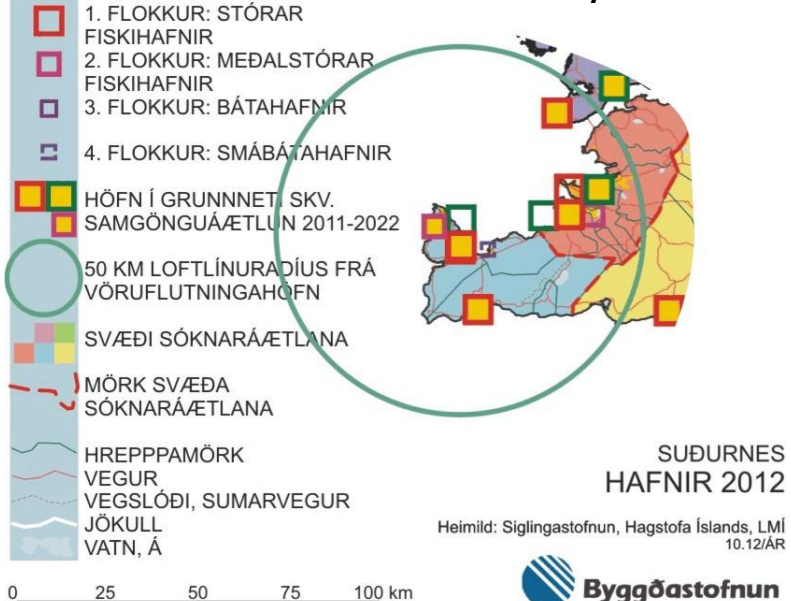 1. FLOKKUR: STÓRAR
FISKIHAFNIR
2. FLOKKUR: MEÐALSTÓRAR
FISKIHAFNIR
3. FLOKKUR: BÁTAHAFNIR
4. FLOKKUR: SMÁBÁTAHAFNIR
HÖFN Í GRUNNNETI SKV.
SAMGÖNGUÁÆTLUN 2011-2022
50 KM LOFTLÍNURADÍUS FRÁ
VÖRUFLUTNINGAHÖFN
SVÆÐI SÓKNARÁÆTLANA
MÖRK SVÆÐA
SÓKNARÁÆTLANA
HREPPPAMÖRK
VEGUR
VEGSLÓÐI, SUMARVEGUR
JÖKULL
VATN, Á
0 25 50 75 100 km
SUÐURNES
HAFNIR 2012
Heimild: Siglingastofnun, Hagstofa Íslands, LMÍ
10.12/ÁR
Byggðastofnun